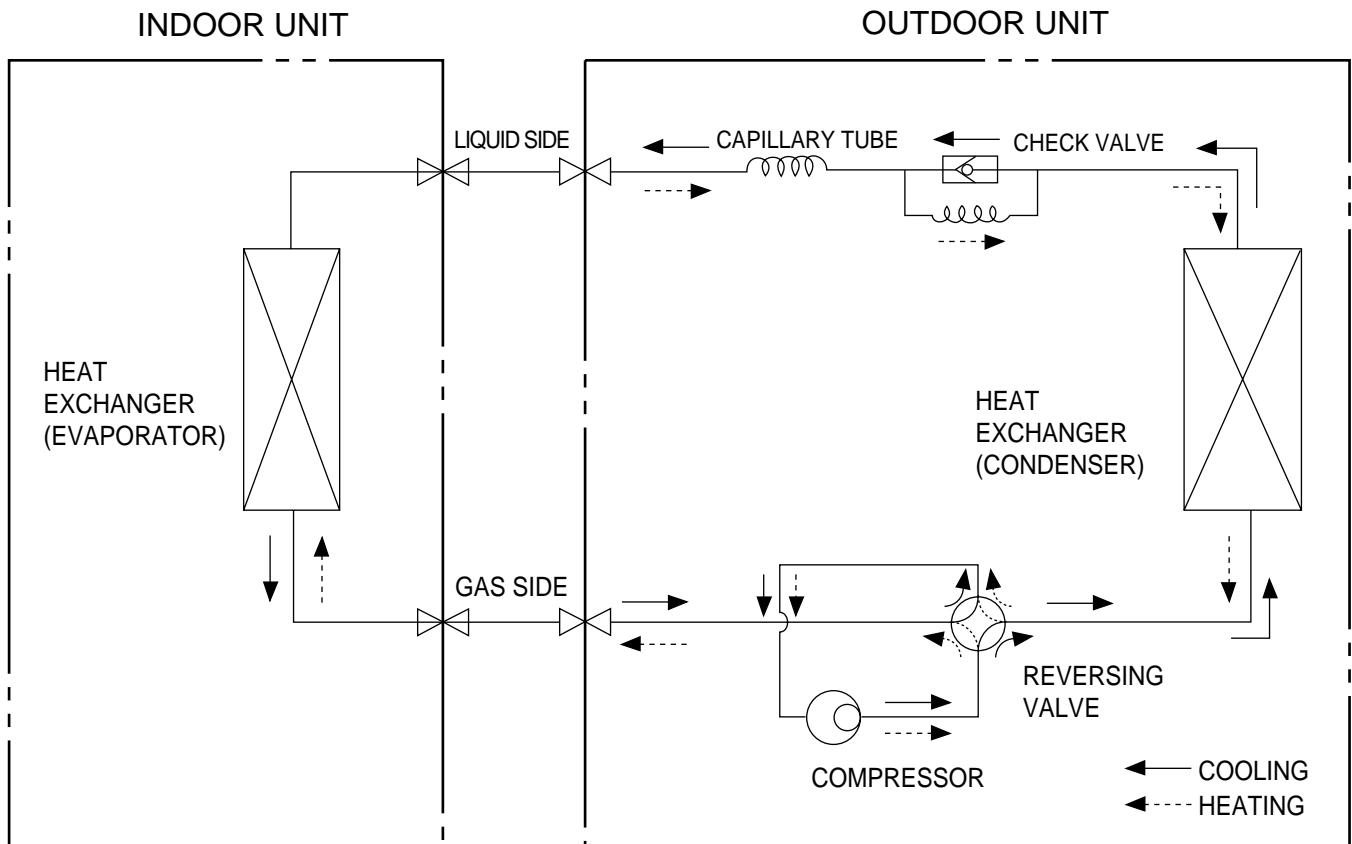 INDOOR UNIT
OUTDOOR UNIT
LIQUID SIDE
CAPILLARY TUBE
CHECK VALVE
HEAT
EXCHANGER
(EVAPORATOR)
HEAT
EXCHANGER
(CONDENSER)
GAS SIDE
REVERSING
VALVE
COMPRESSOR
COOLING
HEATING